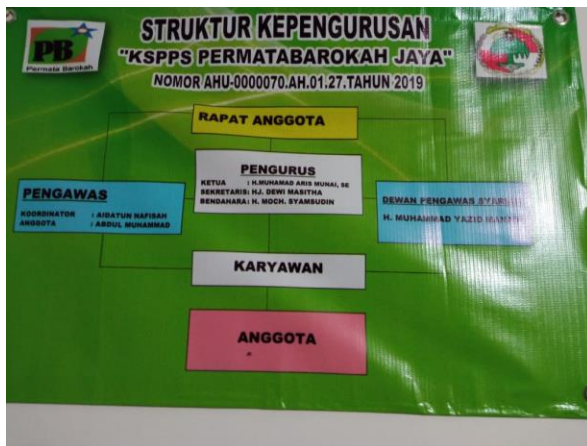 PB
Permata Barokah
STRUKTUR KEPENGURUSAN
"KSPPS PERMATABAROKAH JAYA"
NOMOR AHU-0000070.AH.01.27.TAHUN 2019
RAPAT ANGGOTA
PENGURUS
KETUA : H.MUHAMAD ARIS MUNAI, SE
SEKRETARIS: HJ. DEWI MASITHA
BENDAHARA: H. MOCH. SYAMSUDIN
PENGAWAS
KOORDINATOR : AIDATUN NAFISAH
ANGGOTA : ABDUL MUHAMMAD
DEWAN PENGAWAS
H. MUHAMMAD YAZID
KARYAWAN
ANGGOTA